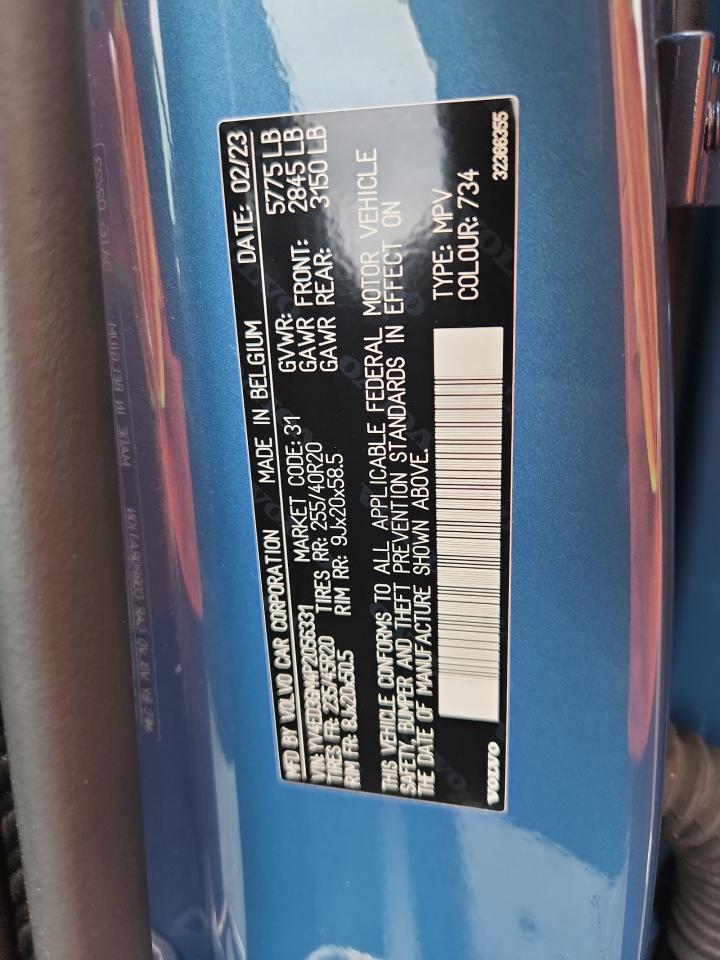 MFD BY VOLVO CAR CORPORATION MADE IN BELGIUM DATE: 02/23
VIN: YV4ED3GM4P2056331 MARKET CODE: 31 GVWR: 5775 LB
TIRES FR: 235/45R20 TIRES RR: 255/40R20 GAWR FRONT: 2845 LB
RIM FR: 8Jx20x50.5 RIM RR: 9Jx20x58.5 GAWR REAR: 3150 LB
THIS VEHICLE CONFORMS TO ALL APPLICABLE FEDERAL MOTOR VEHICLE
SAFETY, BUMPER AND THEFT PREVENTION STANDARDS IN EFFECT ON
THE DATE OF MANUFACTURE SHOWN ABOVE.
TYPE: MPV
COLOUR: 734
VOLVO 32366355